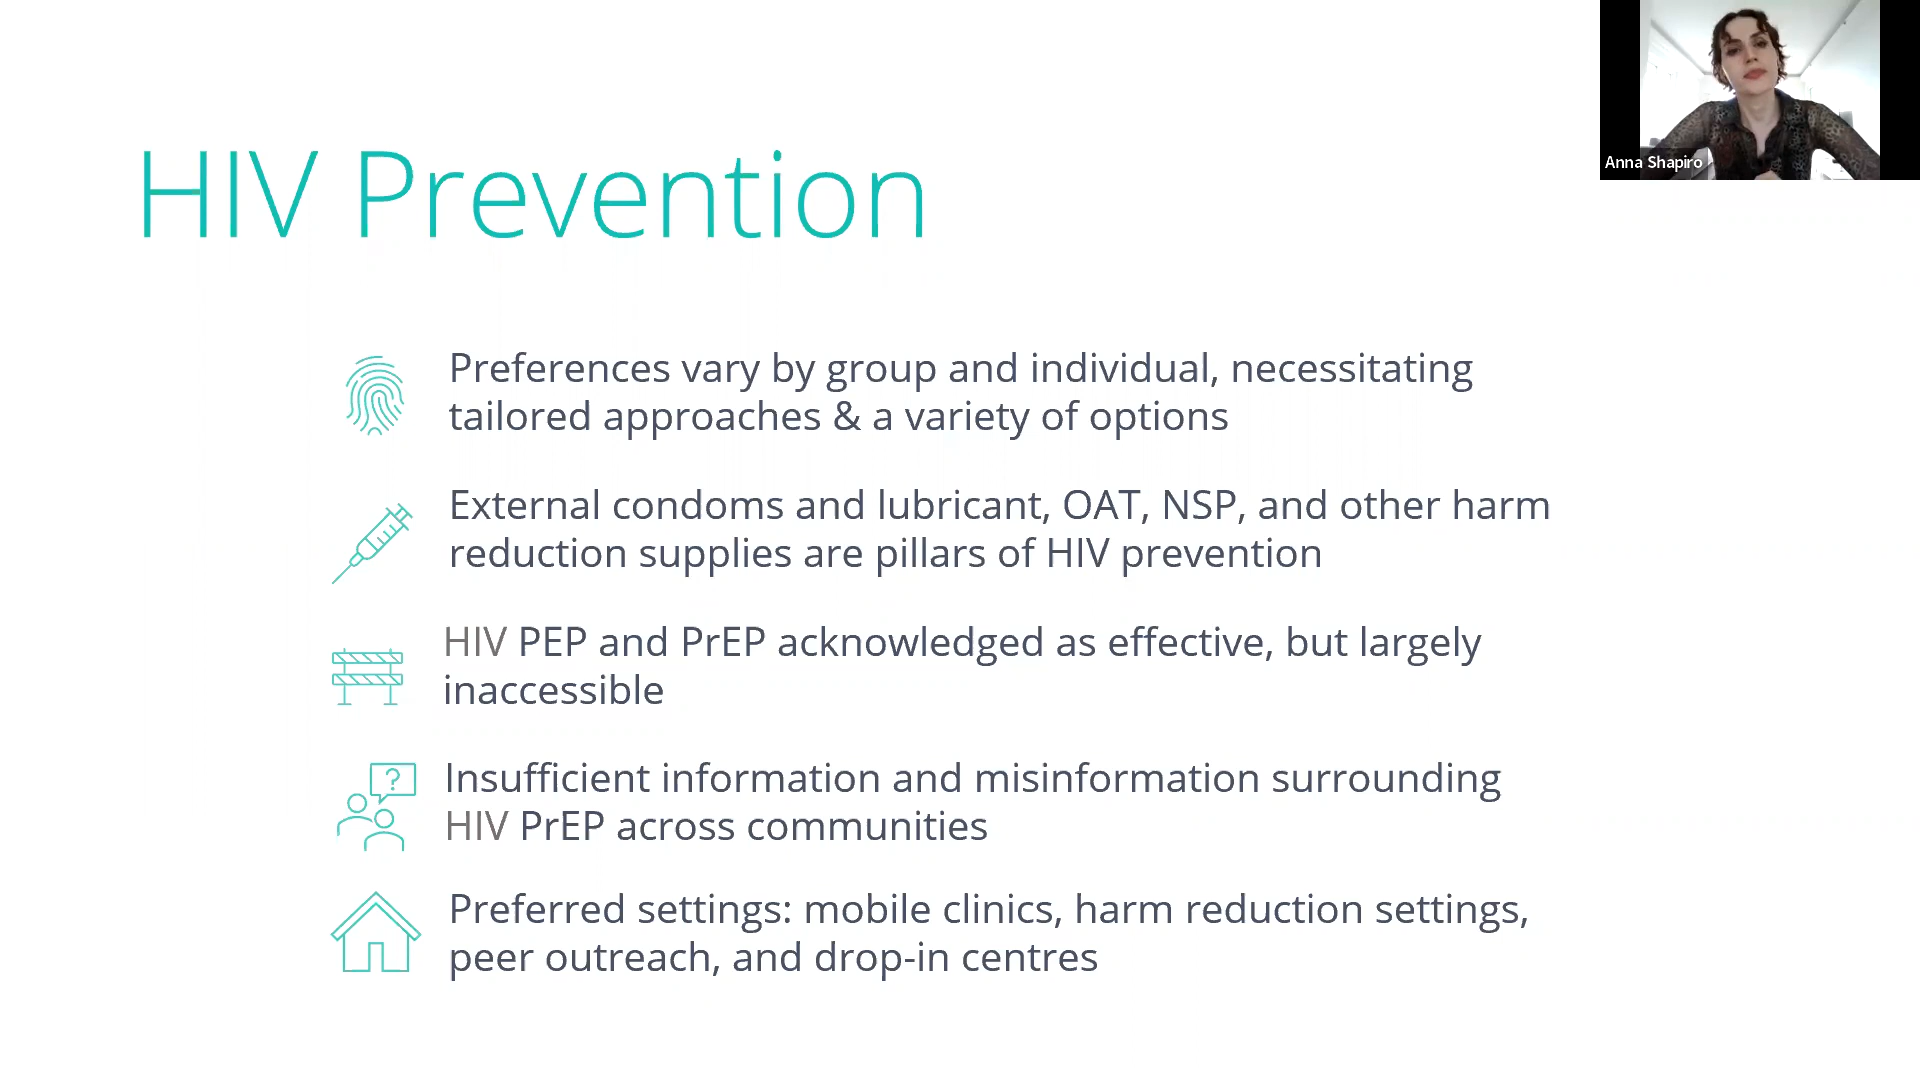 Anna Shapiro
HIV Prevention
Preferences vary by group and individual, necessitating
tailored approaches & a variety of options
External condoms and lubricant, OAT, NSP, and other harm
reduction supplies are pillars of HIV prevention
HIV PEP and PrEP acknowledged as effective, but largely
inaccessible
?
Insufficient information and misinformation surrounding
HIV PrEP across communities
Preferred settings: mobile clinics, harm reduction settings,
peer outreach, and drop-in centres